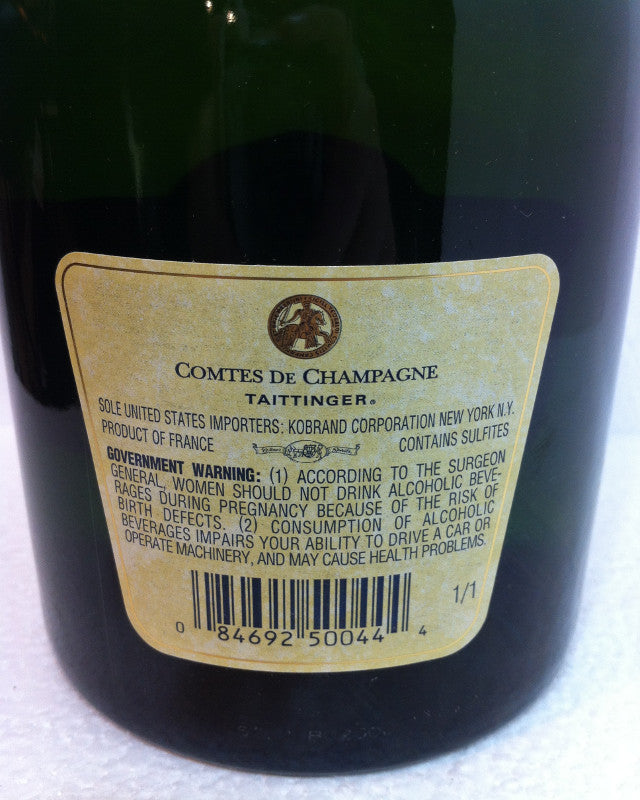 COMTES DE CHAMPAGNE
TAITTINGER®
SOLE UNITED STATES IMPORTERS: KOBRAND CORPORATION NEW YORK N.Y.
PRODUCT OF FRANCE CONTAINS SULFITES
GOVERNMENT WARNING: (1) ACCORDING TO THE SURGEON
GENERAL, WOMEN SHOULD NOT DRINK ALCOHOLIC BEVE-
RAGES DURING PREGNANCY BECAUSE OF THE RISK OF
BIRTH DEFECTS. (2) CONSUMPTION OF ALCOHOLIC
BEVERAGES IMPAIRS YOUR ABILITY TO DRIVE A CAR OR
OPERATE MACHINERY, AND MAY CAUSE HEALTH PROBLEMS.
1/1
0 84692 50044 4